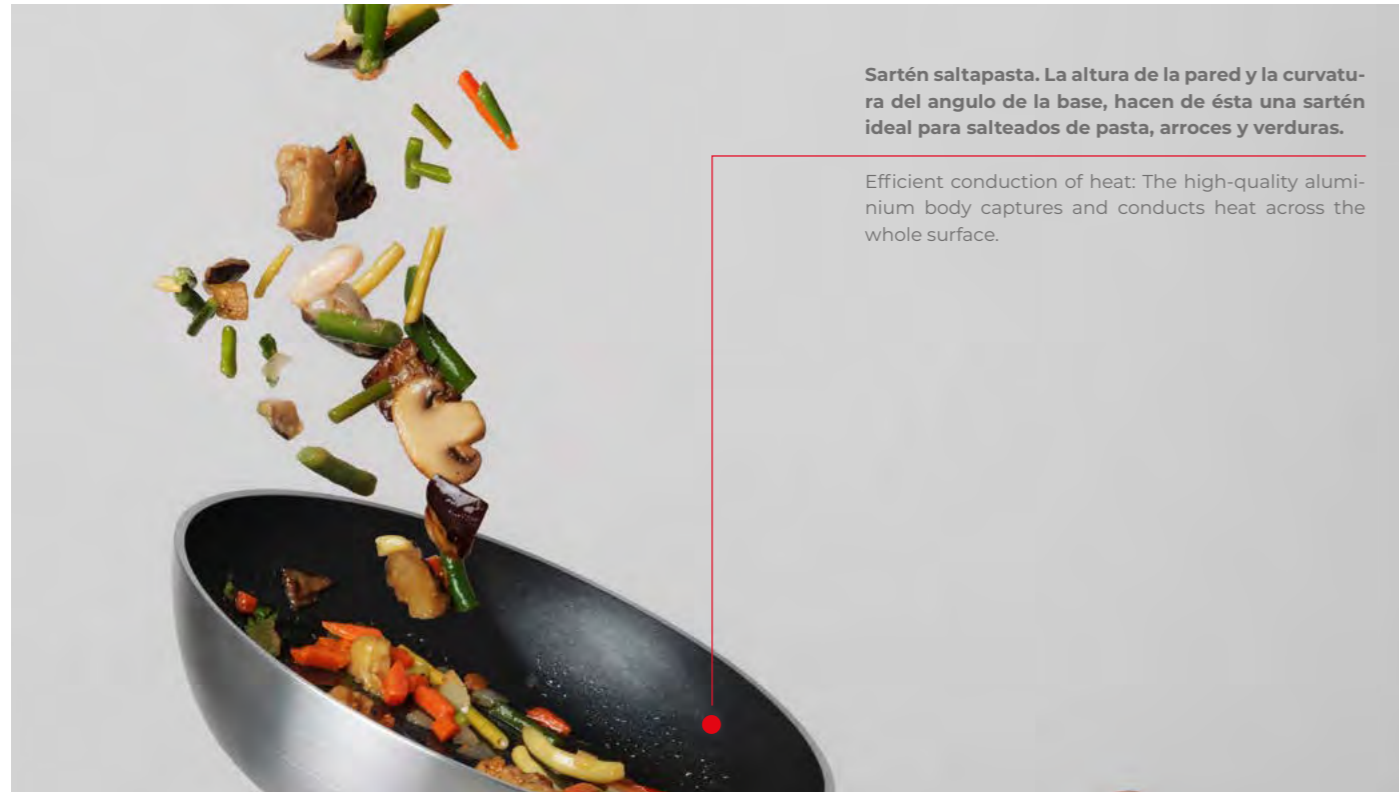 Sartén saltapasta. La altura de la pared y la curvatu-
ra del angulo de la base, hacen de ésta una sartén
ideal para salteados de pasta, arroces y verduras.
Efficient conduction of heat: The high-quality alumi-
nium body captures and conducts heat across the
whole surface.